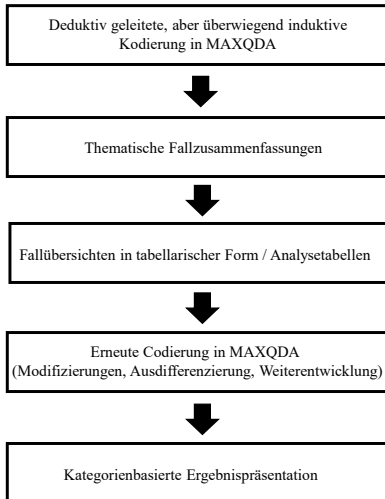 Deduktiv geleitete, aber überwiegend induktive
Kodierung in MAXQDA
Thematische Fallzusammenfassungen
Fallübersichten in tabellarischer Form / Analysetabellen
Erneute Codierung in MAXQDA
(Modifizierungen, Ausdifferenzierung, Weiterentwicklung)
Kategorienbasierte Ergebnispräsentation